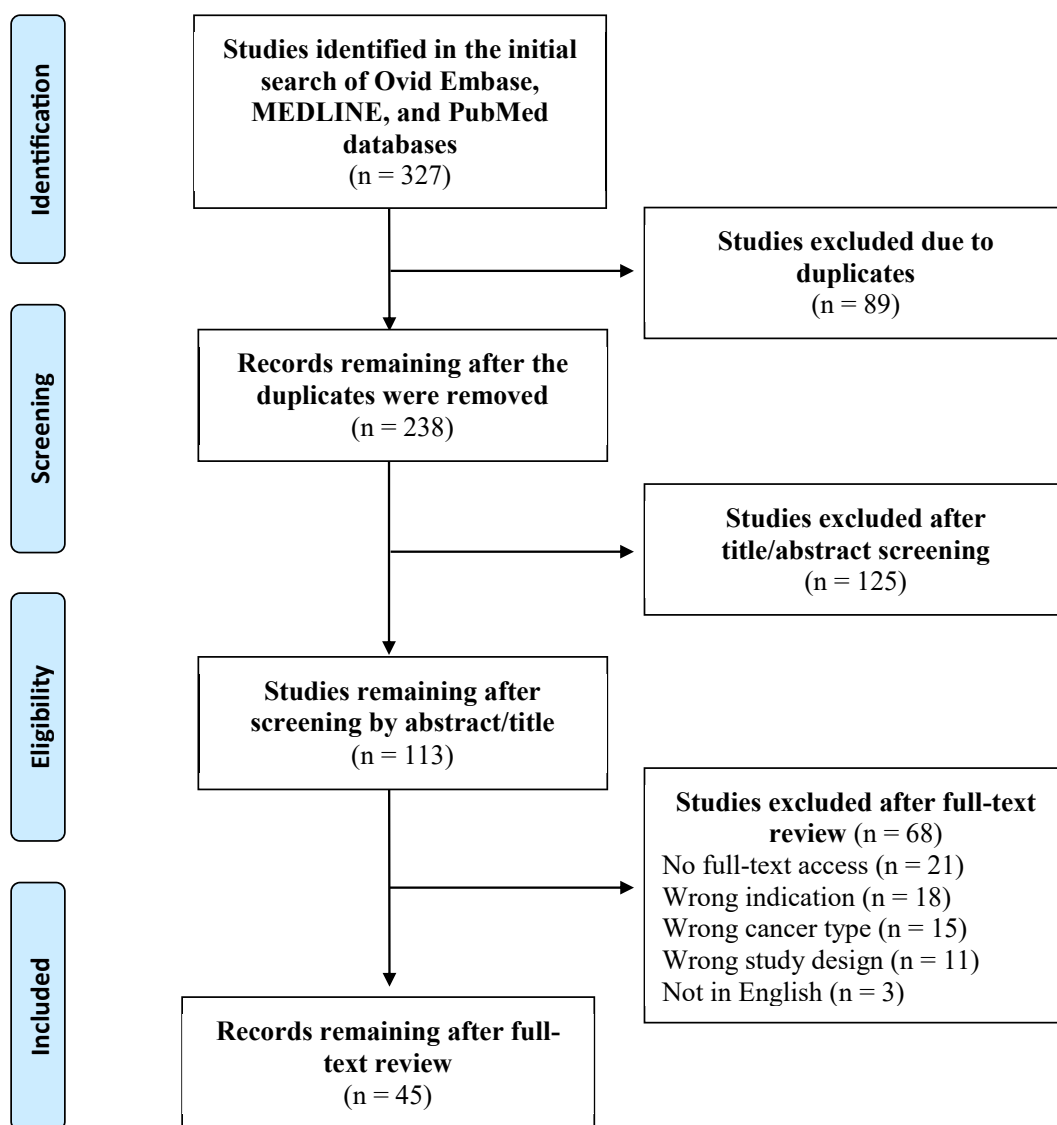 Identification
Studies identified in the initial
search of Ovid Embase,
MEDLINE, and PubMed
databases
(n = 327)
Studies excluded due to
duplicates
(n = 89)
Screening
Records remaining after the
duplicates were removed
(n = 238)
Studies excluded after
title/abstract screening
(n = 125)
Eligibility
Studies remaining after
screening by abstract/title
(n = 113)
Studies excluded after full-text
review (n = 68)
No full-text access (n = 21)
Wrong indication (n = 18)
Wrong cancer type (n = 15)
Wrong study design (n = 11)
Not in English (n = 3)
Included
Records remaining after full-
text review
(n = 45)